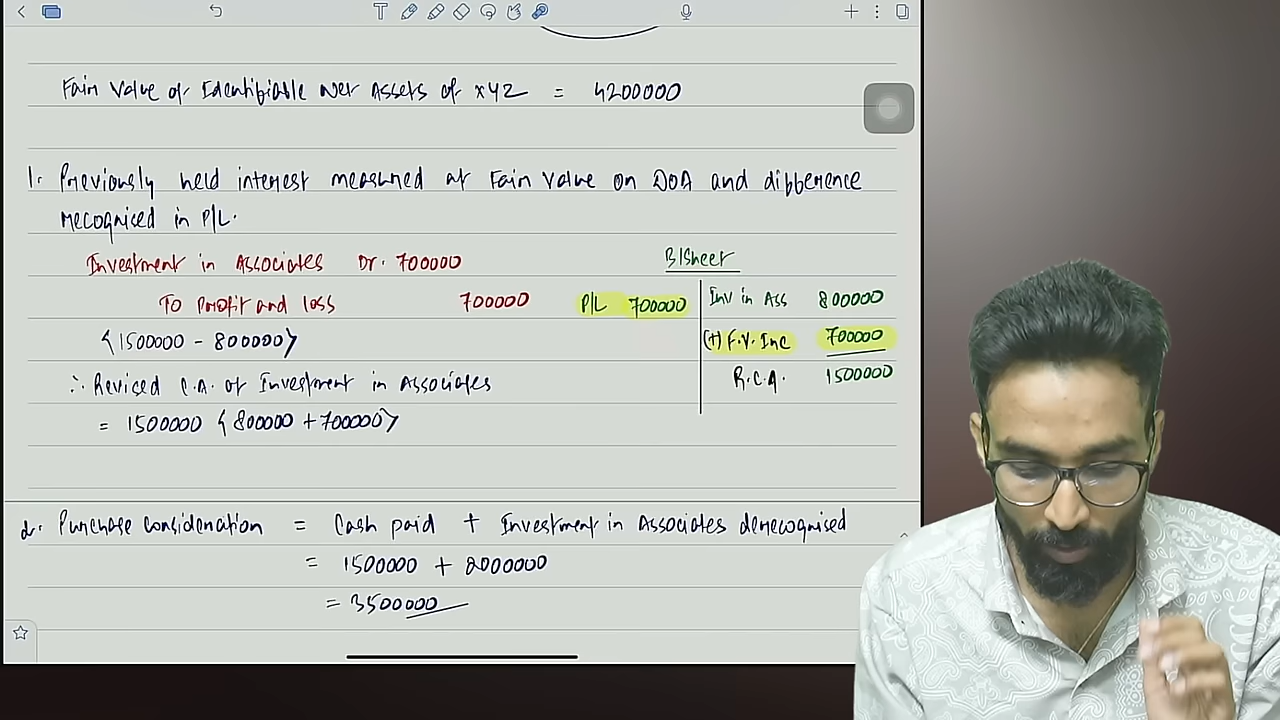 Fair Value of Identifiable Net Assets of XYZ = 4200000
1. Previously held interest measured at Fair Value on DOA and difference
recognised in P/L.
Investment in Associates Dr. 700000
To Profit and loss 700000
{1500000 - 800000}
∴ Revised C.A. of Investment in Associates
= 1500000 {800000 + 700000}
B/Sheet
P/L 700000
Inv in Ass 800000
(+) F.V. Inc 700000
R.C.A. 1500000
2. Purchase Consideration = Cash paid + Investment in Associates derecognised
= 1500000 + 2000000
= 3500000